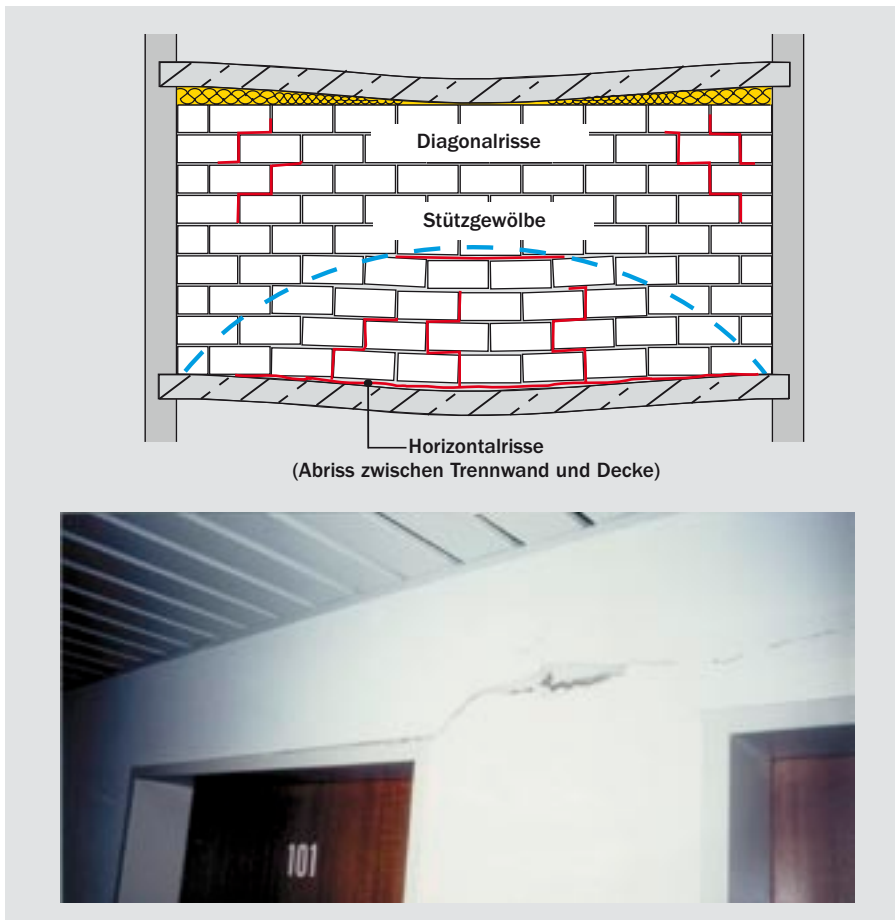 Diagonalrisse
Stützgewölbe
Horizontalrisse
(Abriss zwischen Trennwand und Decke)
101